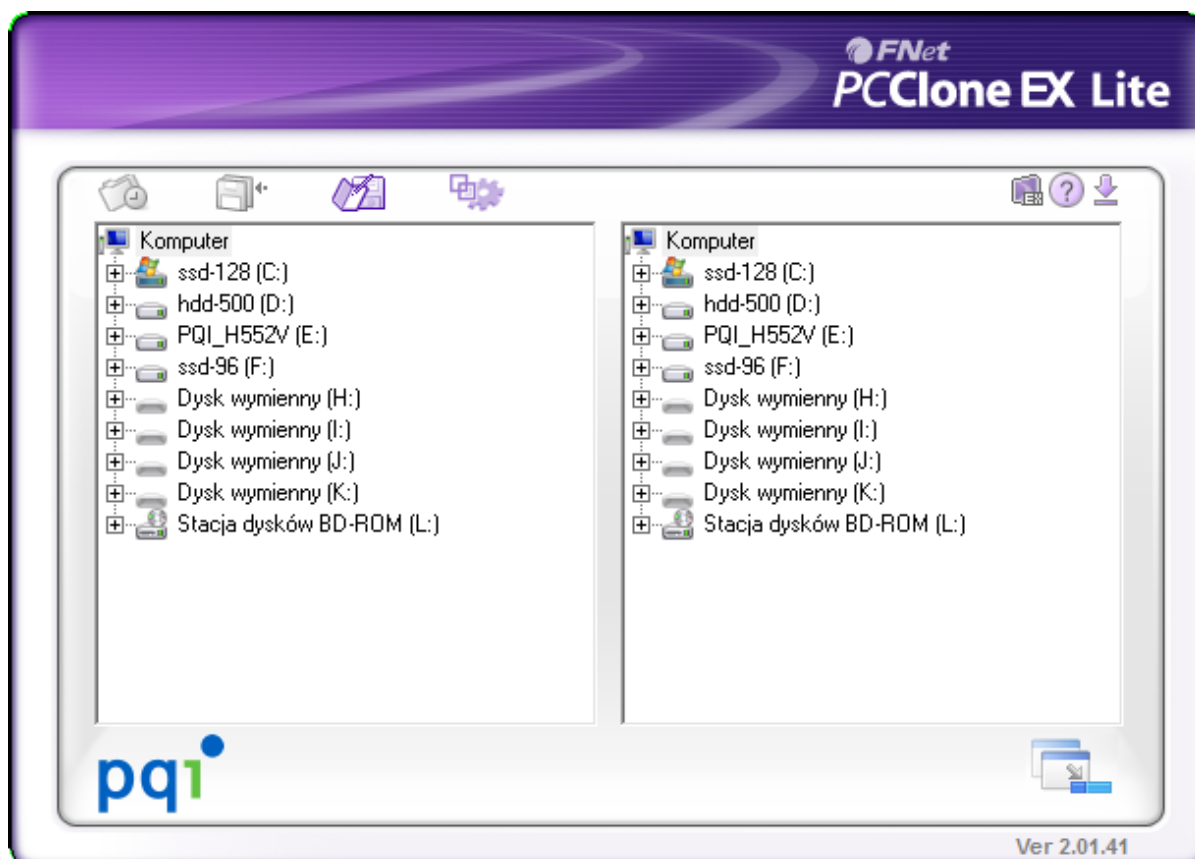 FNet
PCClone EX Lite
EX
?
Komputer
ssd-128 (C:)
hdd-500 (D:)
PQI_H552V (E:)
ssd-96 (F:)
Dysk wymienny (H:)
Dysk wymienny (I:)
Dysk wymienny (J:)
Dysk wymienny (K:)
Stacja dysków BD-ROM (L:)
Komputer
ssd-128 (C:)
hdd-500 (D:)
PQI_H552V (E:)
ssd-96 (F:)
Dysk wymienny (H:)
Dysk wymienny (I:)
Dysk wymienny (J:)
Dysk wymienny (K:)
Stacja dysków BD-ROM (L:)
pqi
Ver 2.01.41